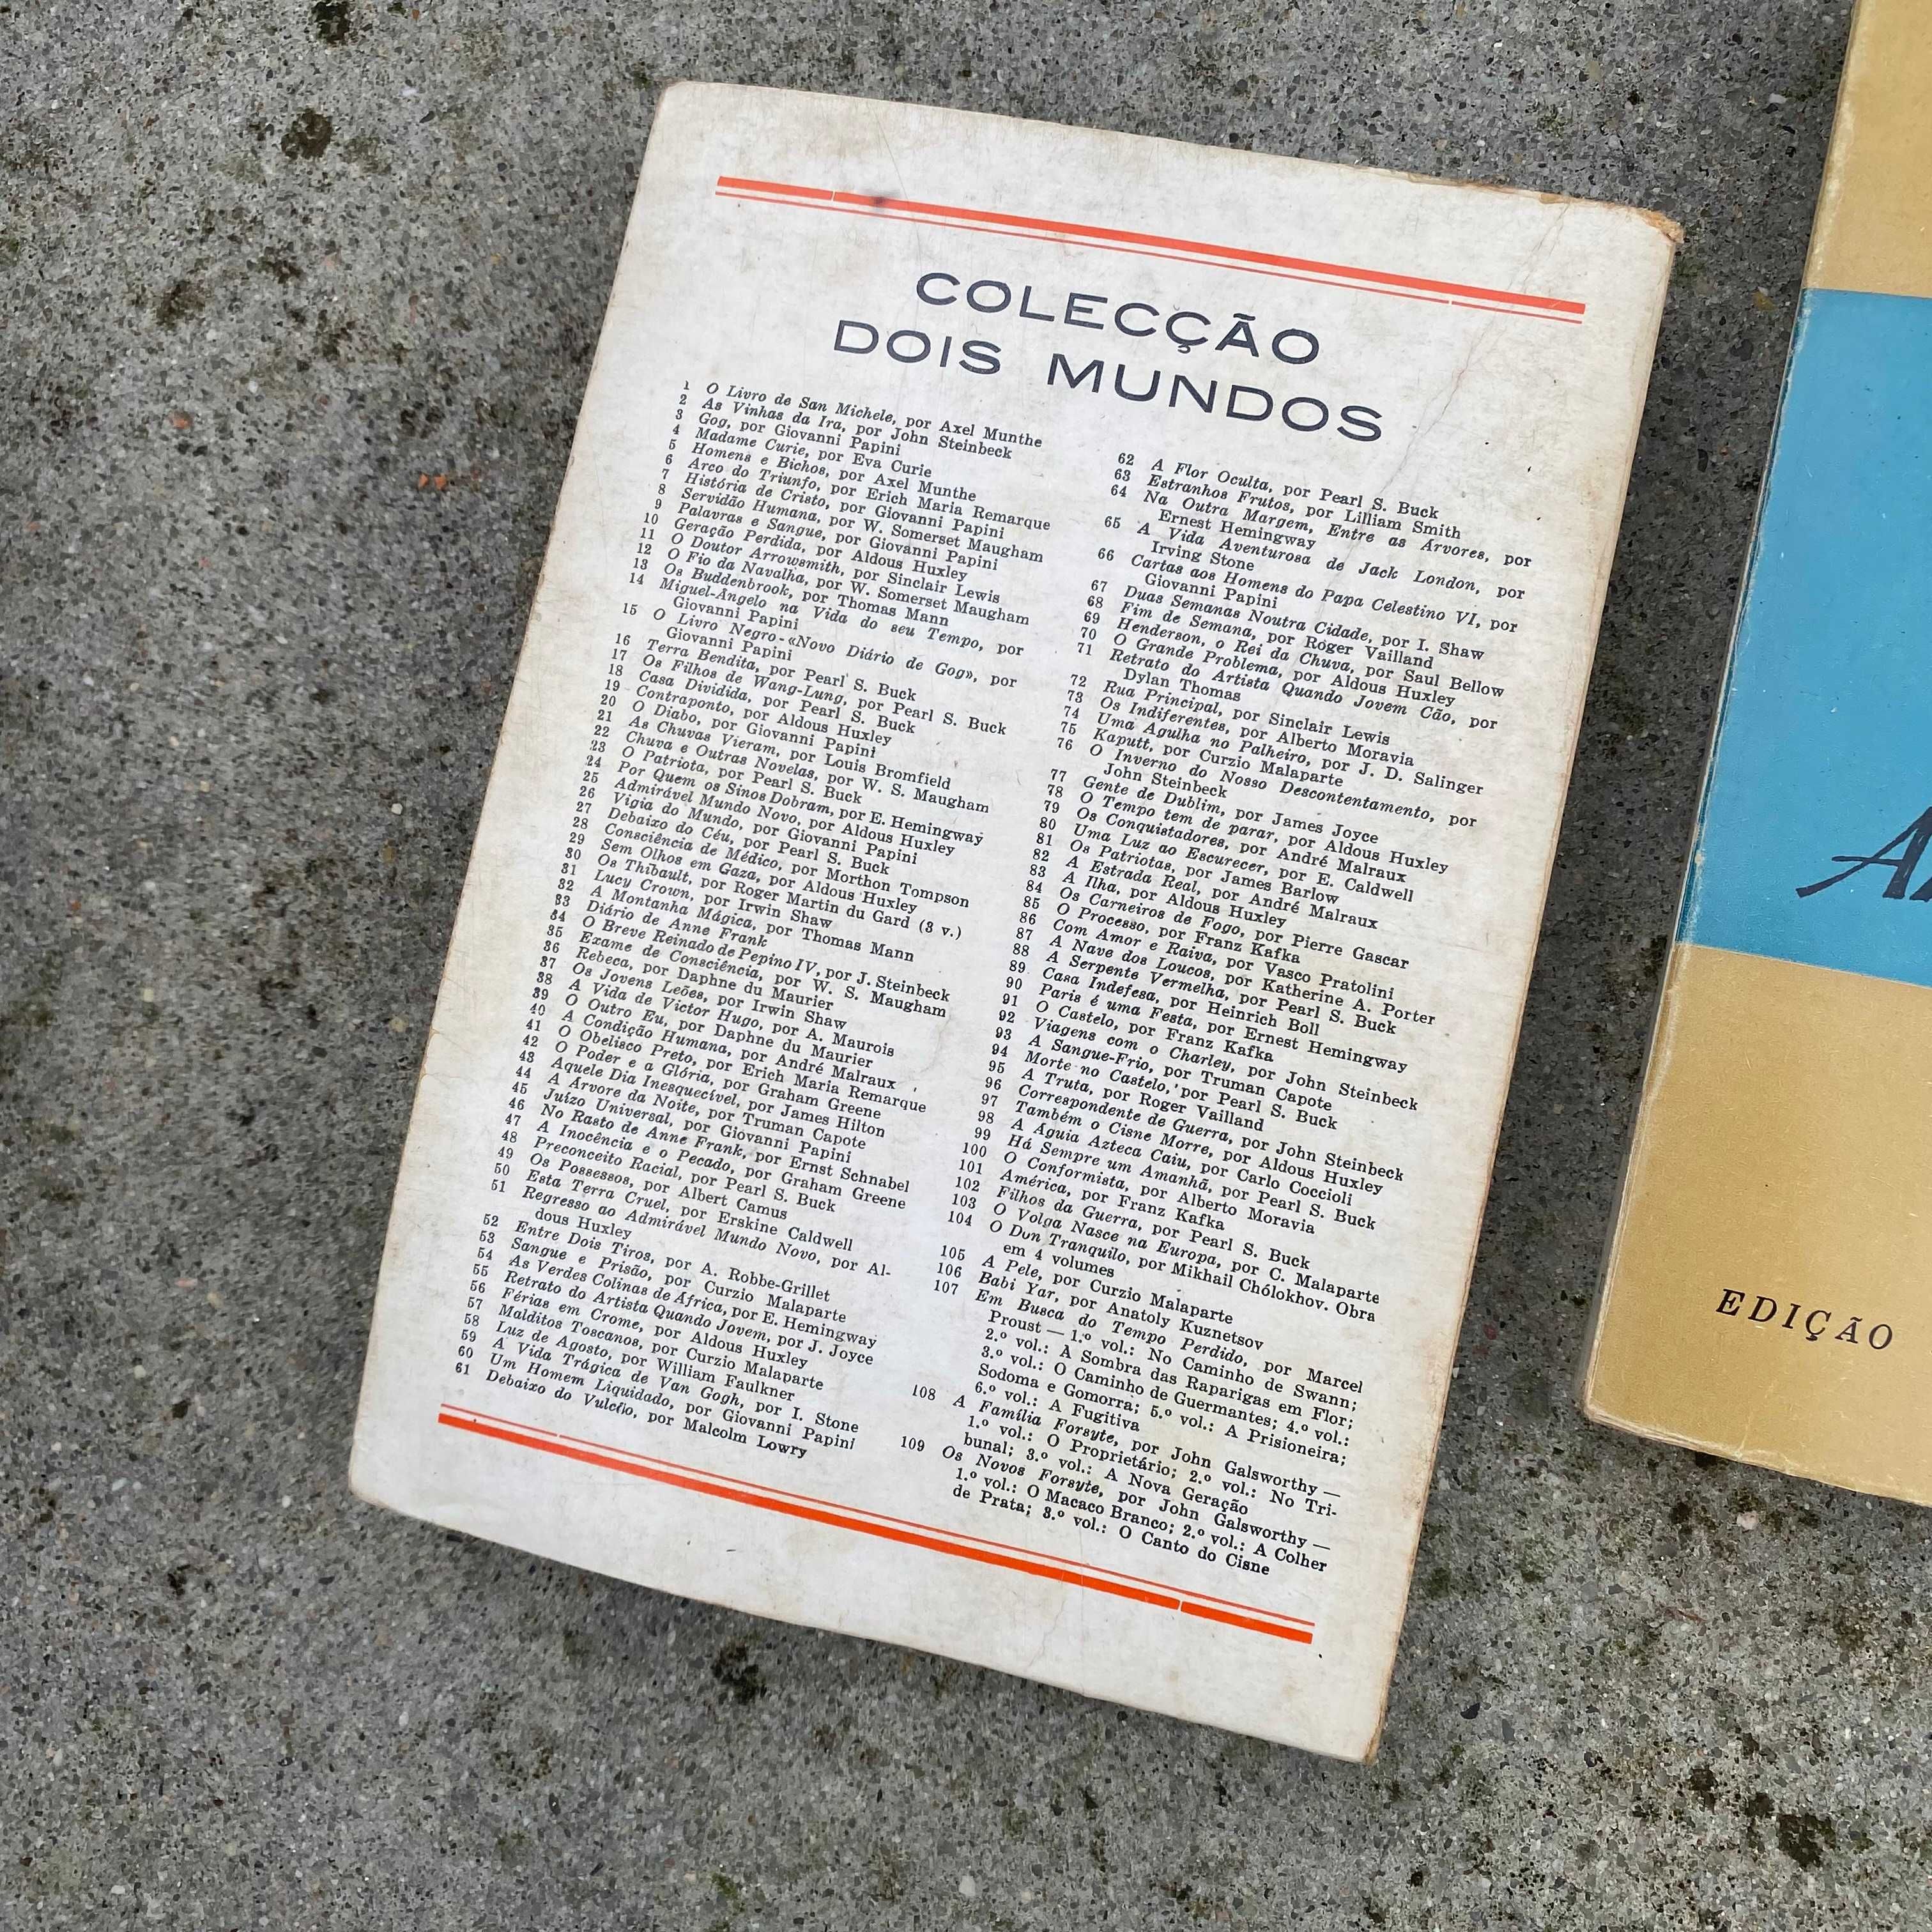 COLECÇÃO
DOIS MUNDOS
1 O Livro de San Michele, por Axel Munthe
2 As Vinhas da Ira, por John Steinbeck
3 Gog, por Giovanni Papini
4 Madame Curie, por Eva Curie
5 Homens e Bichos, por Axel Munthe
6 Arco do Triunfo, por Erich Maria Remarque
7 História de Cristo, por Giovanni Papini
8 Servidão Humana, por W. Somerset Maugham
9 Palavras e Sangue, por Giovanni Papini
10 Geração Perdida, por Aldous Huxley
11 O Doutor Arrowsmith, por Sinclair Lewis
12 O Fio da Navalha, por W. Somerset Maugham
13 Os Buddenbrook, por Thomas Mann
14 Miguel-Angelo na Vida do seu Tempo, por
Giovanni Papini
15 O Livro Negro - «Novo Diário de Gog», por
Giovanni Papini
16 Terra Bendita, por Pearl S. Buck
17 Os Filhos de Wang-Lung, por Pearl S. Buck
18 Casa Dividida, por Pearl S. Buck
19 Contraponto, por Aldous Huxley
20 O Diabo, por Giovanni Papini
21 As Chuvas Vieram, por Louis Bromfield
22 Chuva e Outras Novelas, por W. S. Maugham
23 O Patriota, por Pearl S. Buck
24 Por Quem os Sinos Dobram, por E. Hemingway
25 Admirável Mundo Novo, por Aldous Huxley
26 Vigia do Mundo, por Giovanni Papini
27 Debaixo do Céu, por Pearl S. Buck
28 Consciência de Médico, por Morthon Tompson
29 Sem Olhos em Gaza, por Aldous Huxley
30 Os Thibault, por Roger Martin du Gard (3 v.)
31 Lucy Crown, por Irwin Shaw
32 A Montanha Mágica, por Thomas Mann
33 Diário de Anne Frank
34 O Breve Reinado de Pepino IV, por J. Steinbeck
35 Exame de Consciência, por W. S. Maugham
36 Rebeca, por Daphne du Maurier
37 Os Jovens Leões, por Irwin Shaw
38 A Vida de Victor Hugo, por A. Maurois
39 O Outro Eu, por Daphne du Maurier
40 A Condição Humana, por André Malraux
41 O Obelisco Preto, por Erich Maria Remarque
42 O Poder e a Glória, por Graham Greene
43 Aquele Dia Inesquecível, por James Hilton
44 A Árvore da Noite, por Truman Capote
45 Juízo Universal, por Giovanni Papini
46 No Rasto de Anne Frank, por Ernst Schnabel
47 A Inocência e o Pecado, por Graham Greene
48 Preconceito Racial, por Pearl S. Buck
49 Os Possessos, por Albert Camus
50 Esta Terra Cruel, por Erskine Caldwell
51 Regresso ao Admirável Mundo Novo, por Al-
dous Huxley
52 Entre Dois Tiros, por A. Robbe-Grillet
53 Sangue e Prisão, por Curzio Malaparte
54 As Verdes Colinas de África, por E. Hemingway
55 Retrato do Artista Quando Jovem, por J. Joyce
56 Férias em Crome, por Aldous Huxley
57 Malditos Toscanos, por Curzio Malaparte
58 Luz de Agosto, por William Faulkner
59 A Vida Trágica de Van Gogh, por I. Stone
60 Um Homem Liquidado, por Giovanni Papini
61 Debaixo do Vulcão, por Malcolm Lowry
62 A Flor Oculta, por Pearl S. Buck
63 Estranhos Frutos, por Lilliam Smith
64 Na Outra Margem, Entre as Árvores, por
Ernest Hemingway
65 A Vida Aventurosa de Jack London, por
Irving Stone
66 Cartas aos Homens do Papa Celestino VI, por
Giovanni Papini
67 Duas Semanas Noutra Cidade, por I. Shaw
68 Fim de Semana, por Roger Vailland
69 Henderson, o Rei da Chuva, por Saul Bellow
70 O Grande Problema, por Aldous Huxley
71 Retrato do Artista Quando Jovem Cão, por
Dylan Thomas
72 Rua Principal, por Sinclair Lewis
73 Os Indiferentes, por Alberto Moravia
74 Uma Agulha no Palheiro, por J. D. Salinger
75 Kaputt, por Curzio Malaparte
76 O Inverno do Nosso Descontentamento, por
John Steinbeck
77 Gente de Dublim, por James Joyce
78 O Tempo tem de parar, por Aldous Huxley
79 Os Conquistadores, por André Malraux
80 Uma Luz ao Escurecer, por E. Caldwell
81 Os Patriotas, por James Barlow
82 A Estrada Real, por André Malraux
83 A Ilha, por Aldous Huxley
84 Os Carneiros de Fogo, por Pierre Gascar
85 O Processo, por Franz Kafka
86 Com Amor e Raiva, por Vasco Pratolini
87 A Nave dos Loucos, por Katherine A. Porter
88 A Serpente Vermelha, por Pearl S. Buck
89 Casa Indefesa, por Heinrich Boll
90 Paris é uma Festa, por Ernest Hemingway
91 O Castelo, por Franz Kafka
92 Viagens com o Charley, por John Steinbeck
93 A Sangue-Frio, por Truman Capote
94 Morte no Castelo, por Pearl S. Buck
95 A Truta, por Roger Vailland
96 Correspondente de Guerra, por John Steinbeck
97 Também o Cisne Morre, por Aldous Huxley
98 A Águia Azteca Caiu, por Carlo Coccioli
99 Há Sempre um Amanhã, por Pearl S. Buck
100 O Conformista, por Alberto Moravia
101 América, por Franz Kafka
102 Filhos da Guerra, por Pearl S. Buck
103 O Volga Nasce na Europa, por C. Malaparte
104 O Don Tranquilo, por Mikhail Chólokhov. Obra
em 4 volumes
105 A Pele, por Curzio Malaparte
106 Babi Yar, por Anatoly Kuznetsov
107 Em Busca do Tempo Perdido, por Marcel
Proust — 1.º vol.: No Caminho de Swann;
2.º vol.: A Sombra das Raparigas em Flor;
3.º vol.: O Caminho de Guermantes; 4.º vol.:
Sodoma e Gomorra; 5.º vol.: A Prisioneira;
6.º vol.: A Fugitiva
108 A Família Forsyte, por John Galsworthy —
1.º vol.: O Proprietário; 2.º vol.: No Tri-
bunal; 3.º vol.: A Nova Geração
109 Os Novos Forsyte, por John Galsworthy —
1.º vol.: O Macaco Branco; 2.º vol.: A Colher
de Prata; 3.º vol.: O Canto do Cisne
EDIÇÃO